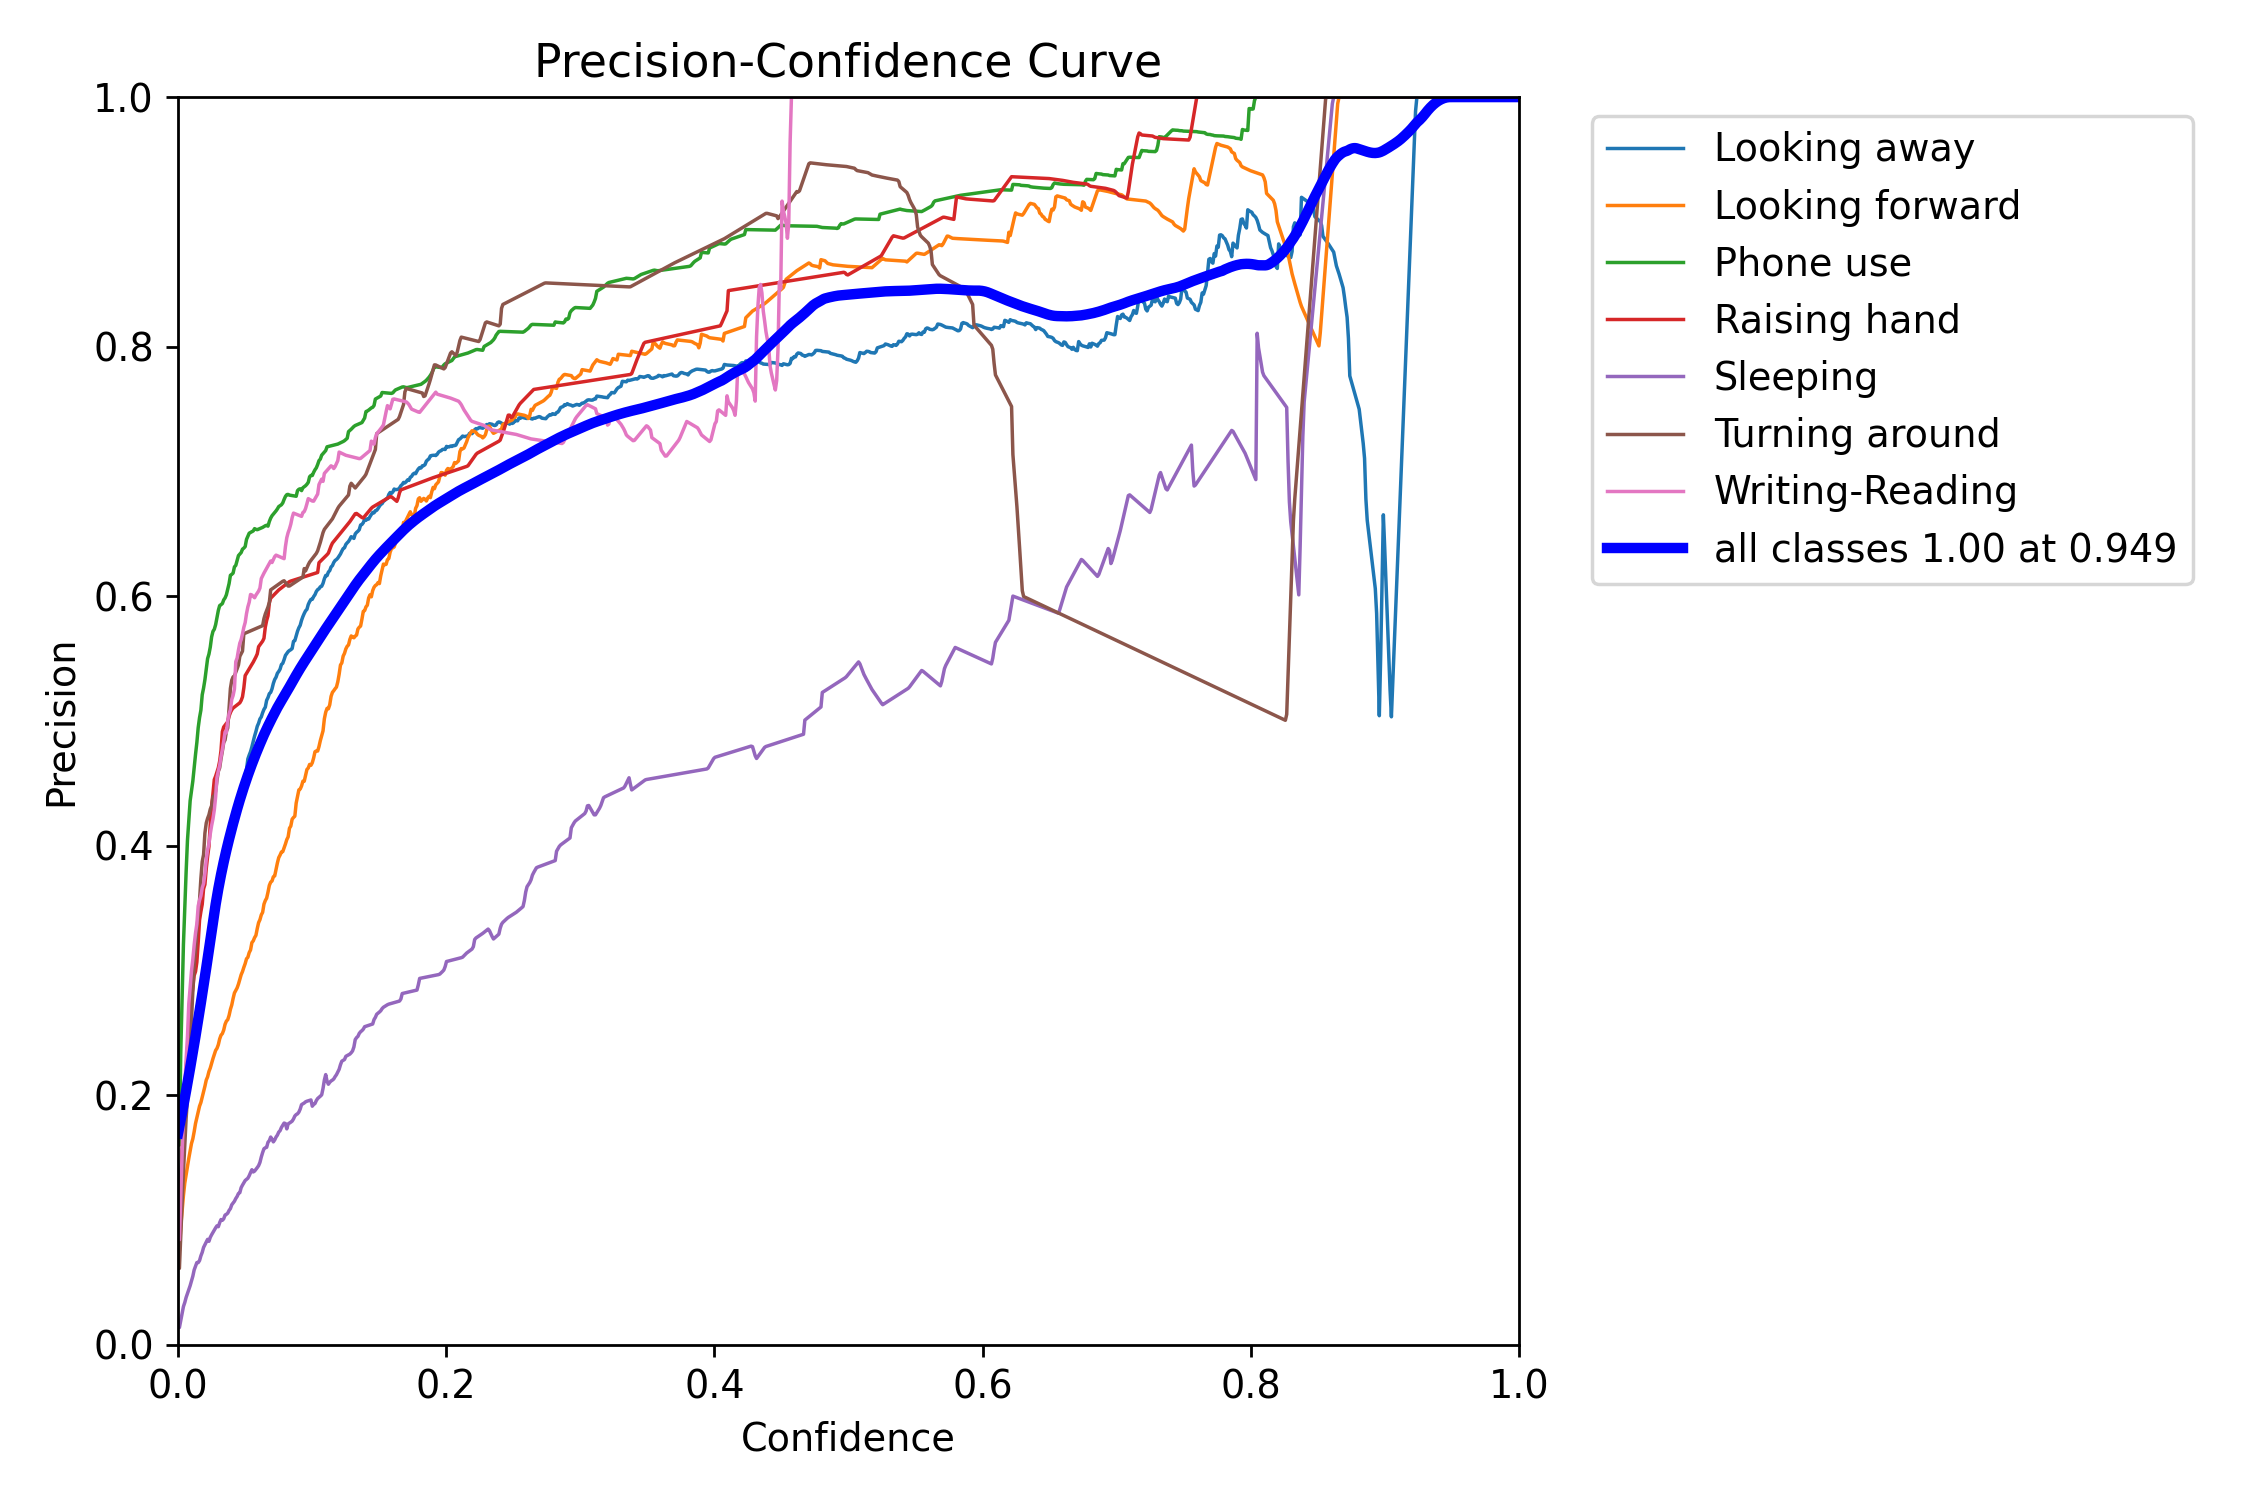 Precision-Confidence Curve
1.0
0.8
0.6
0.4
0.2
0.0
Precision
0.0 0.2 0.4 0.6 0.8 1.0
Confidence
Looking away
Looking forward
Phone use
Raising hand
Sleeping
Turning around
Writing-Reading
all classes 1.00 at 0.949